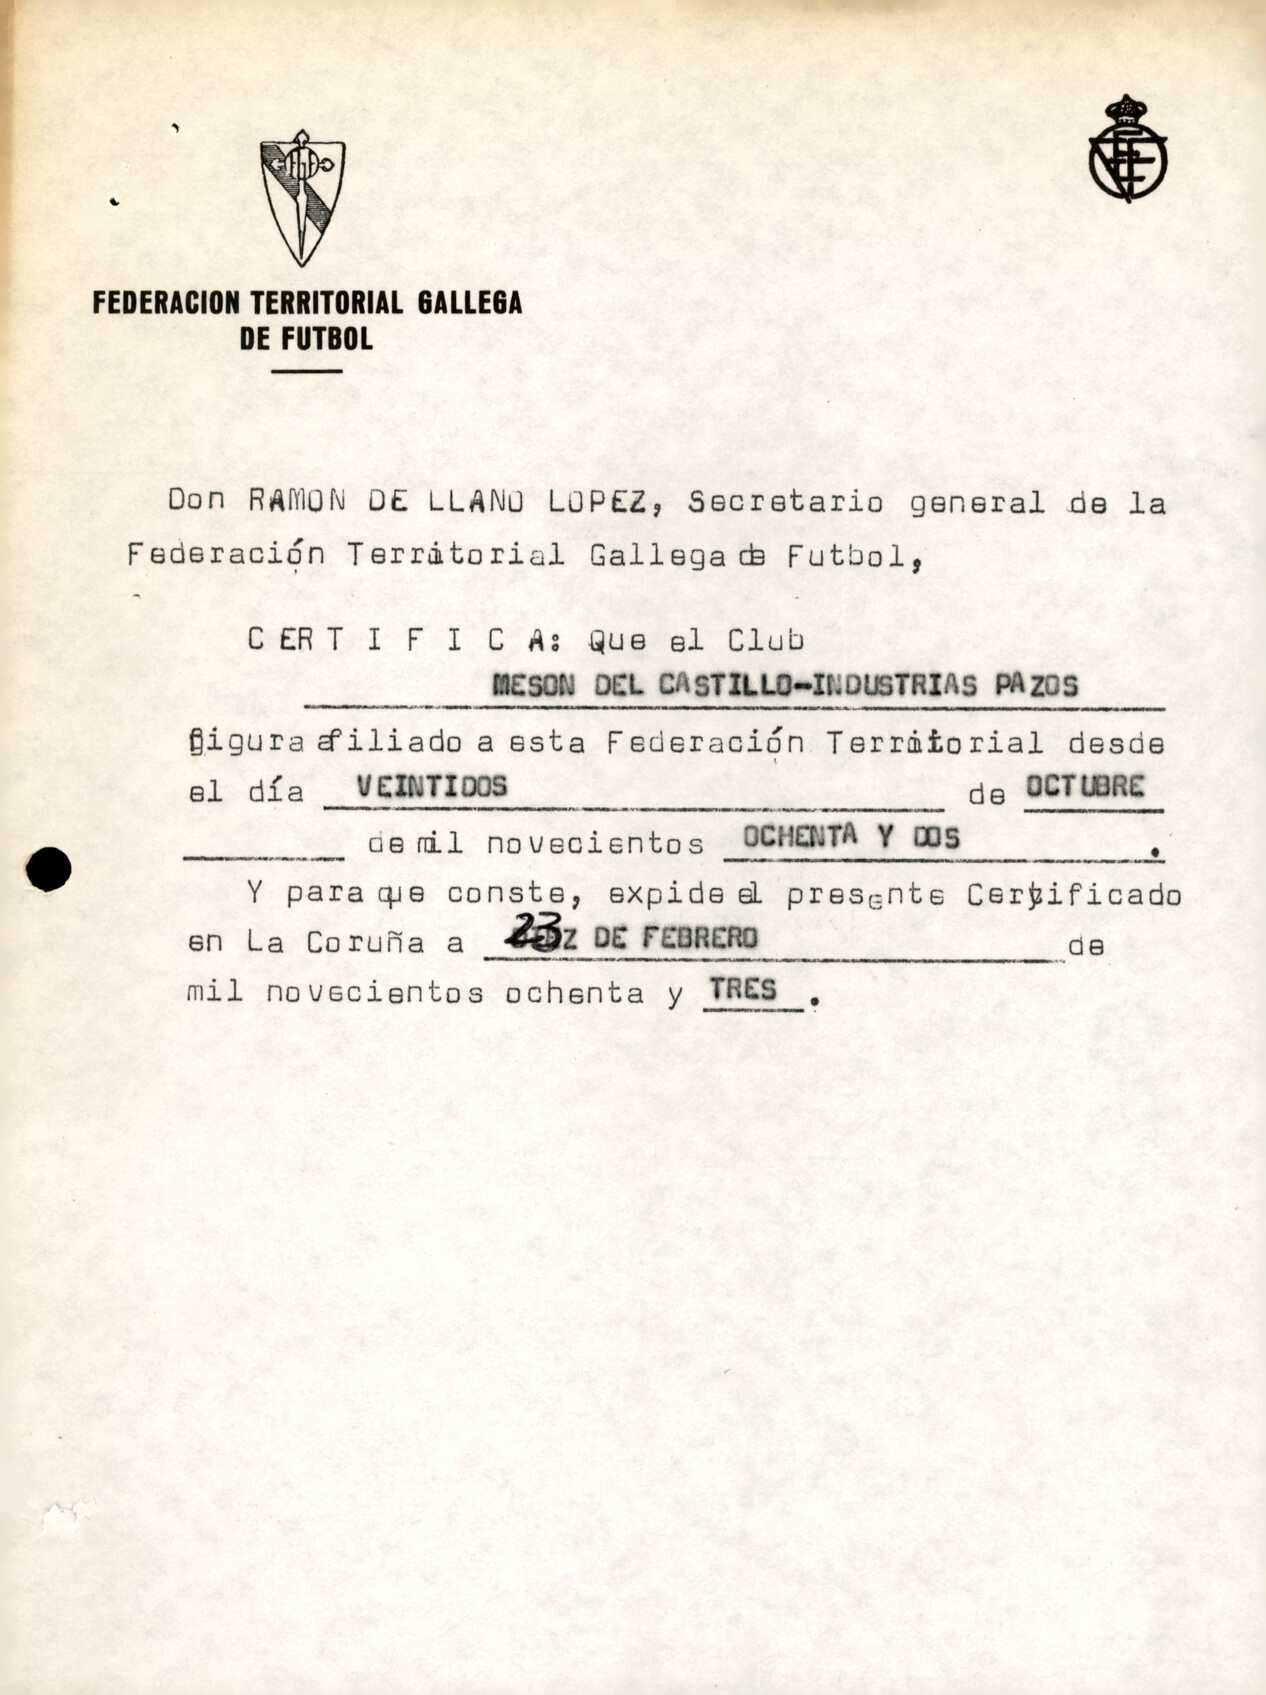 FEDERACION TERRITORIAL GALLEGA
DE FUTBOL
Don RAMON DE LLANO LOPEZ, Secretario general de la
Federación Territorial Gallega de Futbol,
C E R T I F I C A: Que el Club
MESON DEL CASTILLO-INDUSTRIAS PAZOS
figura afiliado a esta Federación Territorial desde
el día VEINTIDOS de OCTUBRE
de mil novecientos OCHENTA Y DOS .
Y para que conste, expide el presente Certificado
en La Coruña a 23 DE FEBRERO de
mil novecientos ochenta y TRES .